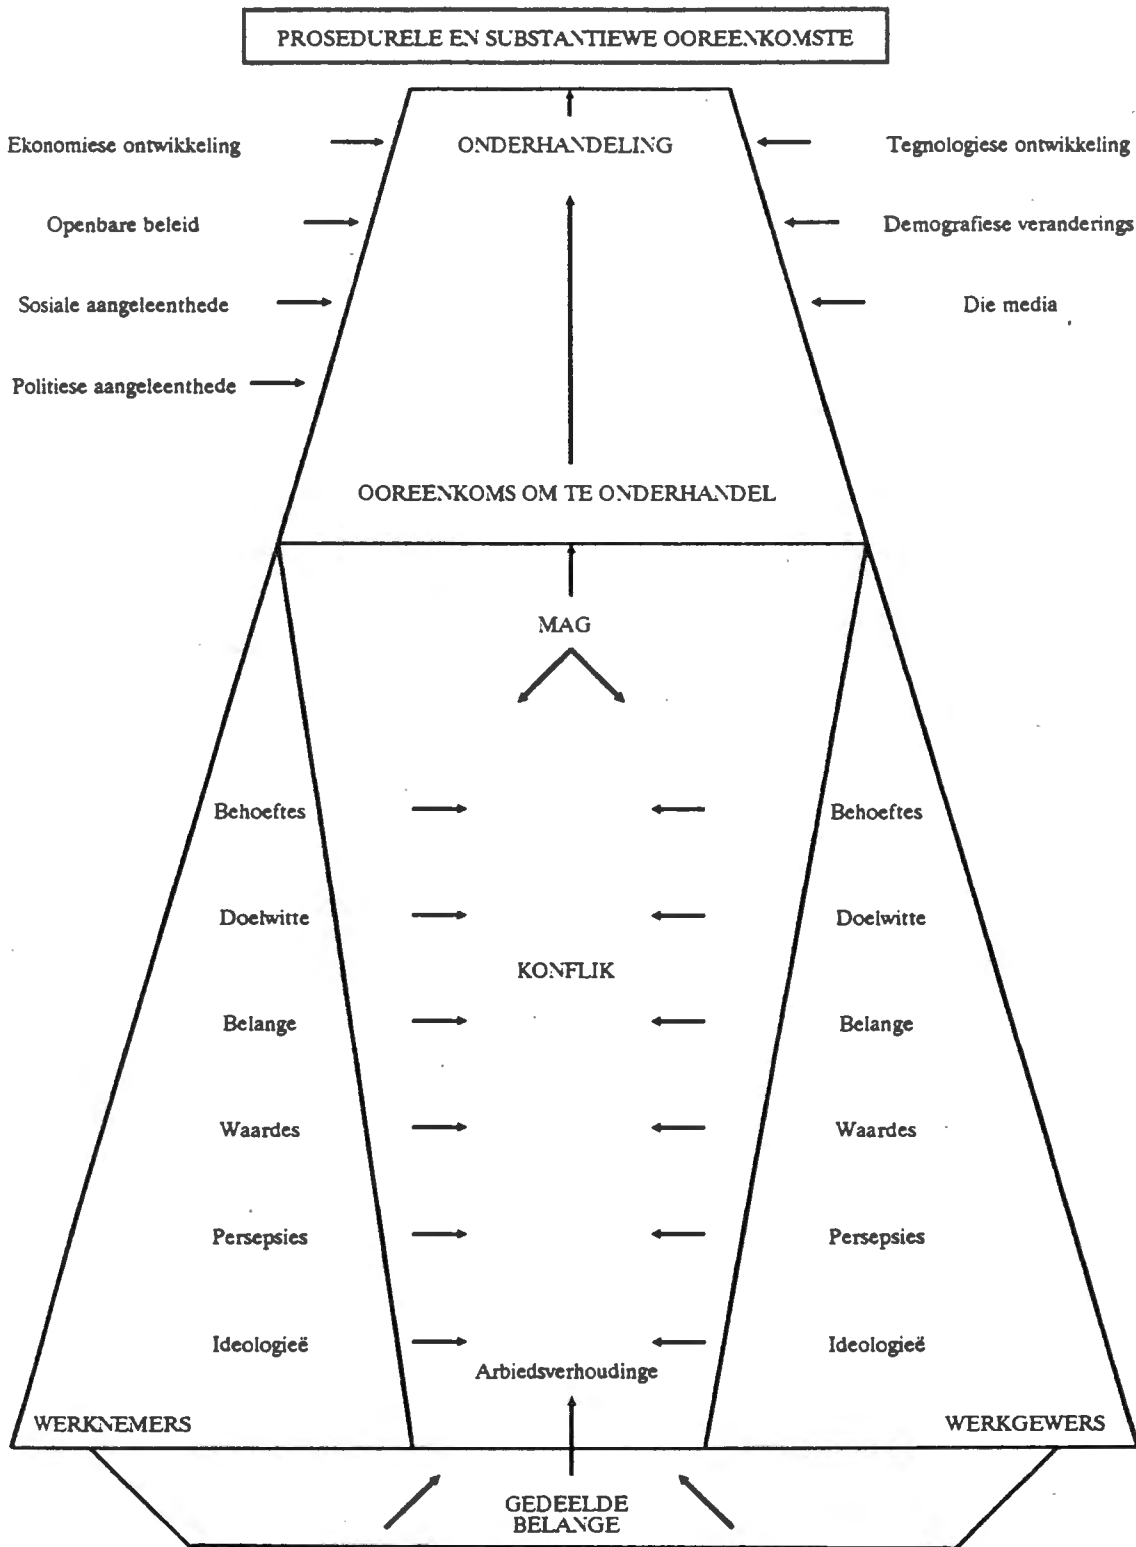 PROSEDURELE EN SUBSTANTIEWE OOREENKOMSTE
Ekonomiese ontwikkeling
ONDERHANDELING
Tegnologiese ontwikkeling
Openbare beleid
Demografiese veranderings
Sosiale aangeleenthede
Die media
Politiese aangeleenthede
OOREENKOMS OM TE ONDERHANDEL
MAG
Behoeftes
Behoeftes
Doelwitte
Doelwitte
KONFLIK
Belange
Belange
Waardes
Waardes
Persepsies
Persepsies
Ideologieë
Ideologieë
Arbiedsverhoudinge
WERKNEMERS
WERKGEWERS
GEDEELDE
BELANGE